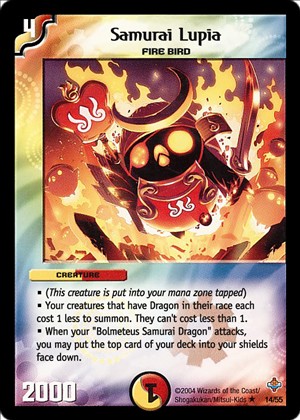 4
Samurai Lupia
FIRE BIRD
CREATURE
▪ (This creature is put into your mana zone tapped)
▪ Your creatures that have Dragon in their race each
cost 1 less to summon. They can't cost less than 1.
▪ When your "Bolmeteus Samurai Dragon" attacks,
you may put the top card of your deck into your shields
face down.
2000
1
©2004 Wizards of the Coast/
Shogakukan/Mitsui-Kids ★ 14/55